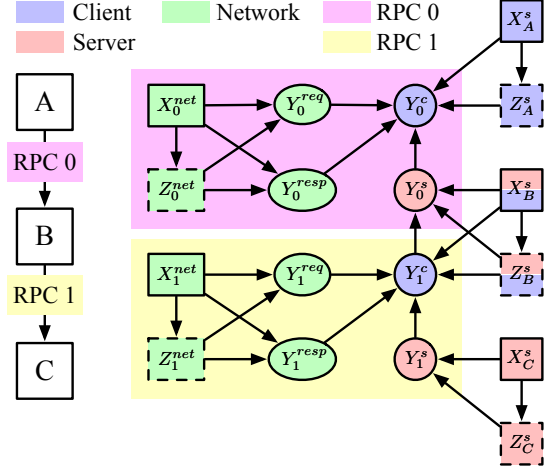 Client Network RPC 0
Server RPC 1
A
RPC 0
B
RPC 1
C
X_A^s
X_0^{net} Y_0^{req} Y_0^c Z_A^s
Z_0^{net} Y_0^{resp} Y_0^s X_B^s
X_1^{net} Y_1^{req} Y_1^c Z_B^s
Z_1^{net} Y_1^{resp} Y_1^s X_C^s
Z_C^s